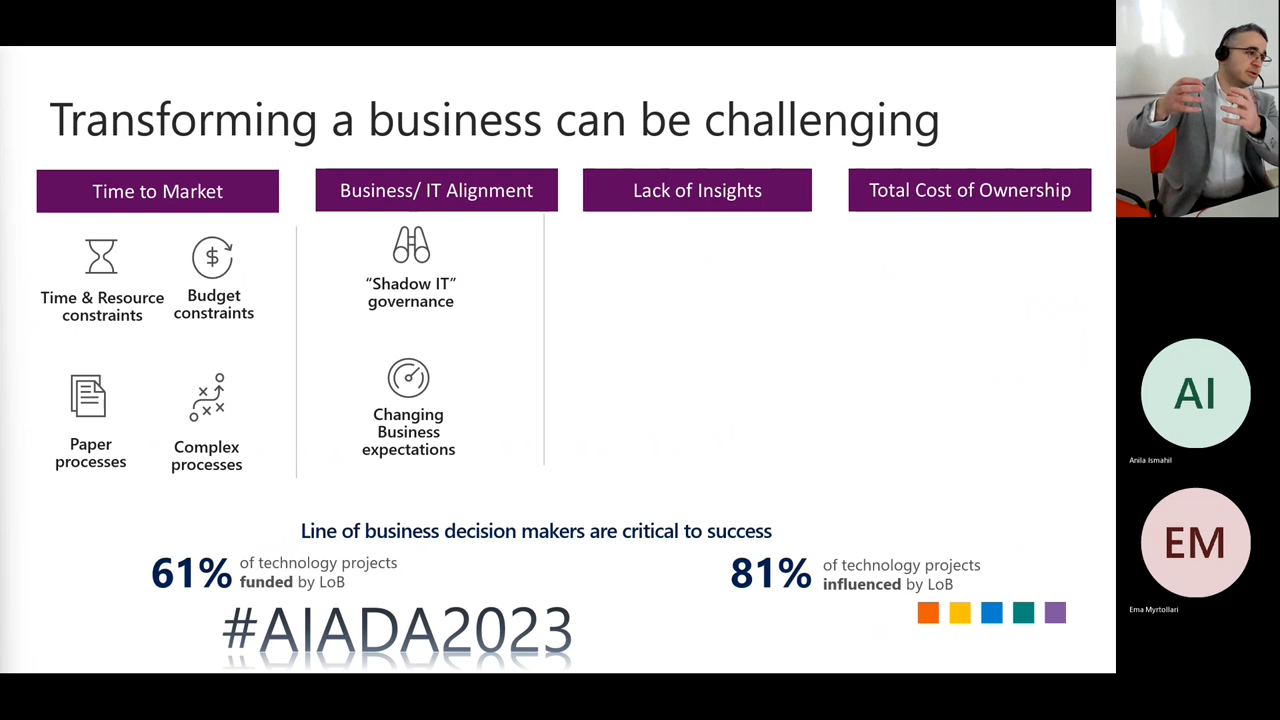 Transforming a business can be challenging
Time to Market
Business/ IT Alignment
Lack of Insights
Total Cost of Ownership
Time & Resource
constraints
Budget
constraints
Paper
processes
Complex
processes
“Shadow IT”
governance
Changing
Business
expectations
Line of business decision makers are critical to success
61%
of technology projects
funded by LoB
81%
of technology projects
influenced by LoB
#AIADA2023
AI
Anila Ismahil
EM
Ema Myrtollari